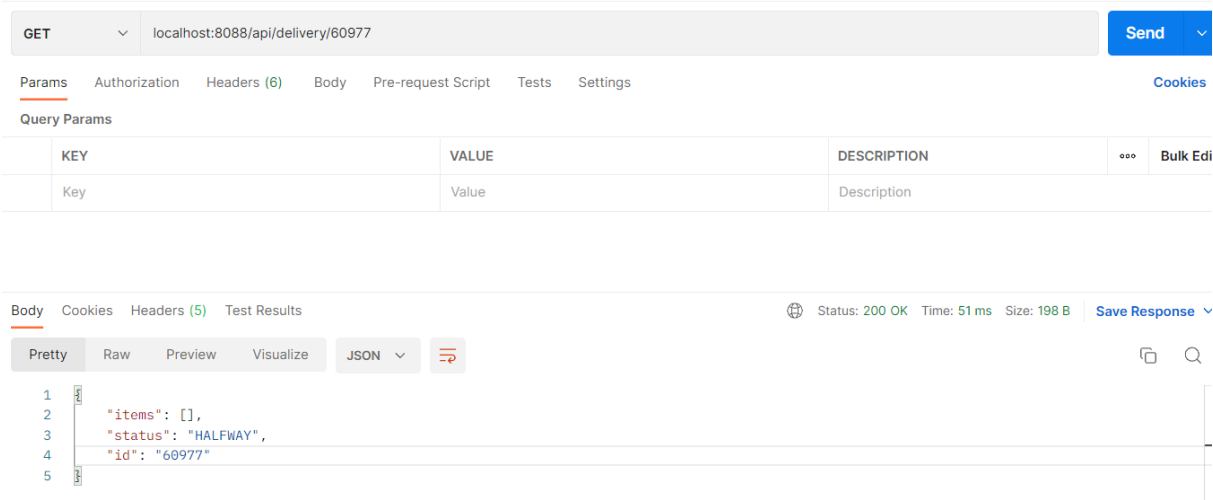 GET localhost:8088/api/delivery/60977 Send
Params Authorization Headers (6) Body Pre-request Script Tests Settings Cookies
Query Params
KEY VALUE DESCRIPTION ooo Bulk Edi
Key Value Description
Body Cookies Headers (5) Test Results Status: 200 OK Time: 51 ms Size: 198 B Save Response
Pretty Raw Preview Visualize JSON
1 {
2 "items": [],
3 "status": "HALFWAY",
4 "id": "60977"
5 }